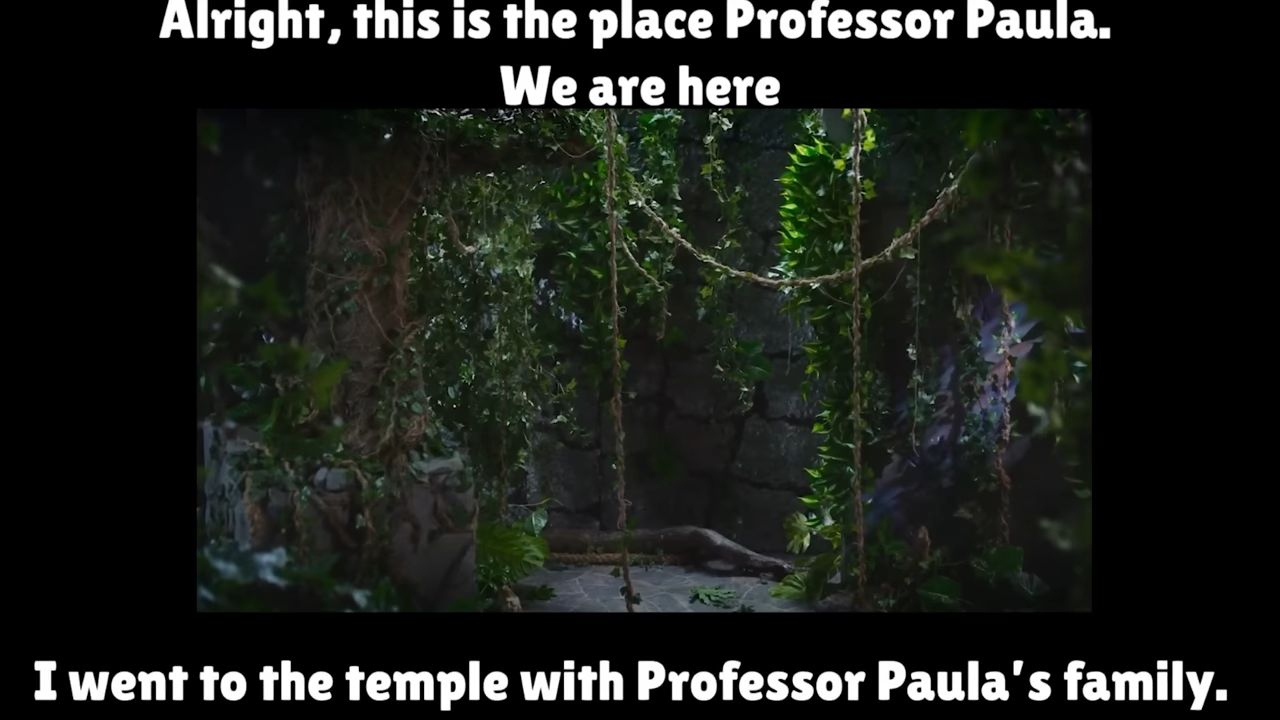 Alright, this is the place Professor Paula.
We are here
I went to the temple with Professor Paula's family.